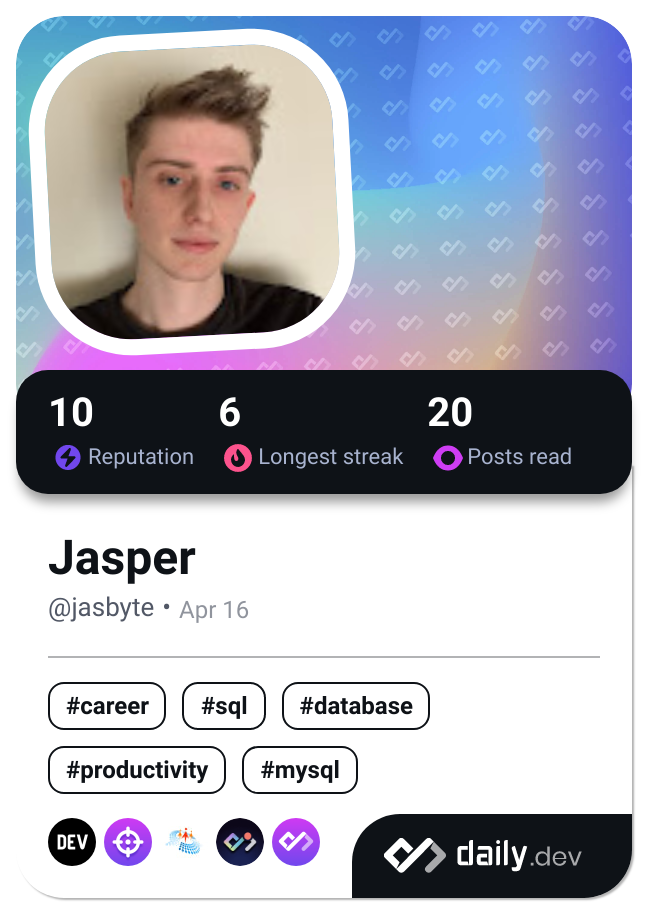 10 6 20
Reputation Longest streak Posts read
Jasper
@jasbyte • Apr 16
#career #sql #database
#productivity #mysql
DEV
daily.dev